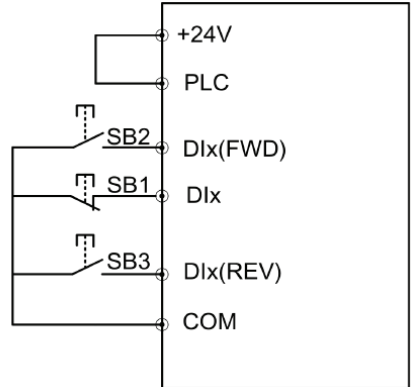 +24V
PLC
SB2 DIx(FWD)
SB1 DIx
SB3 DIx(REV)
COM